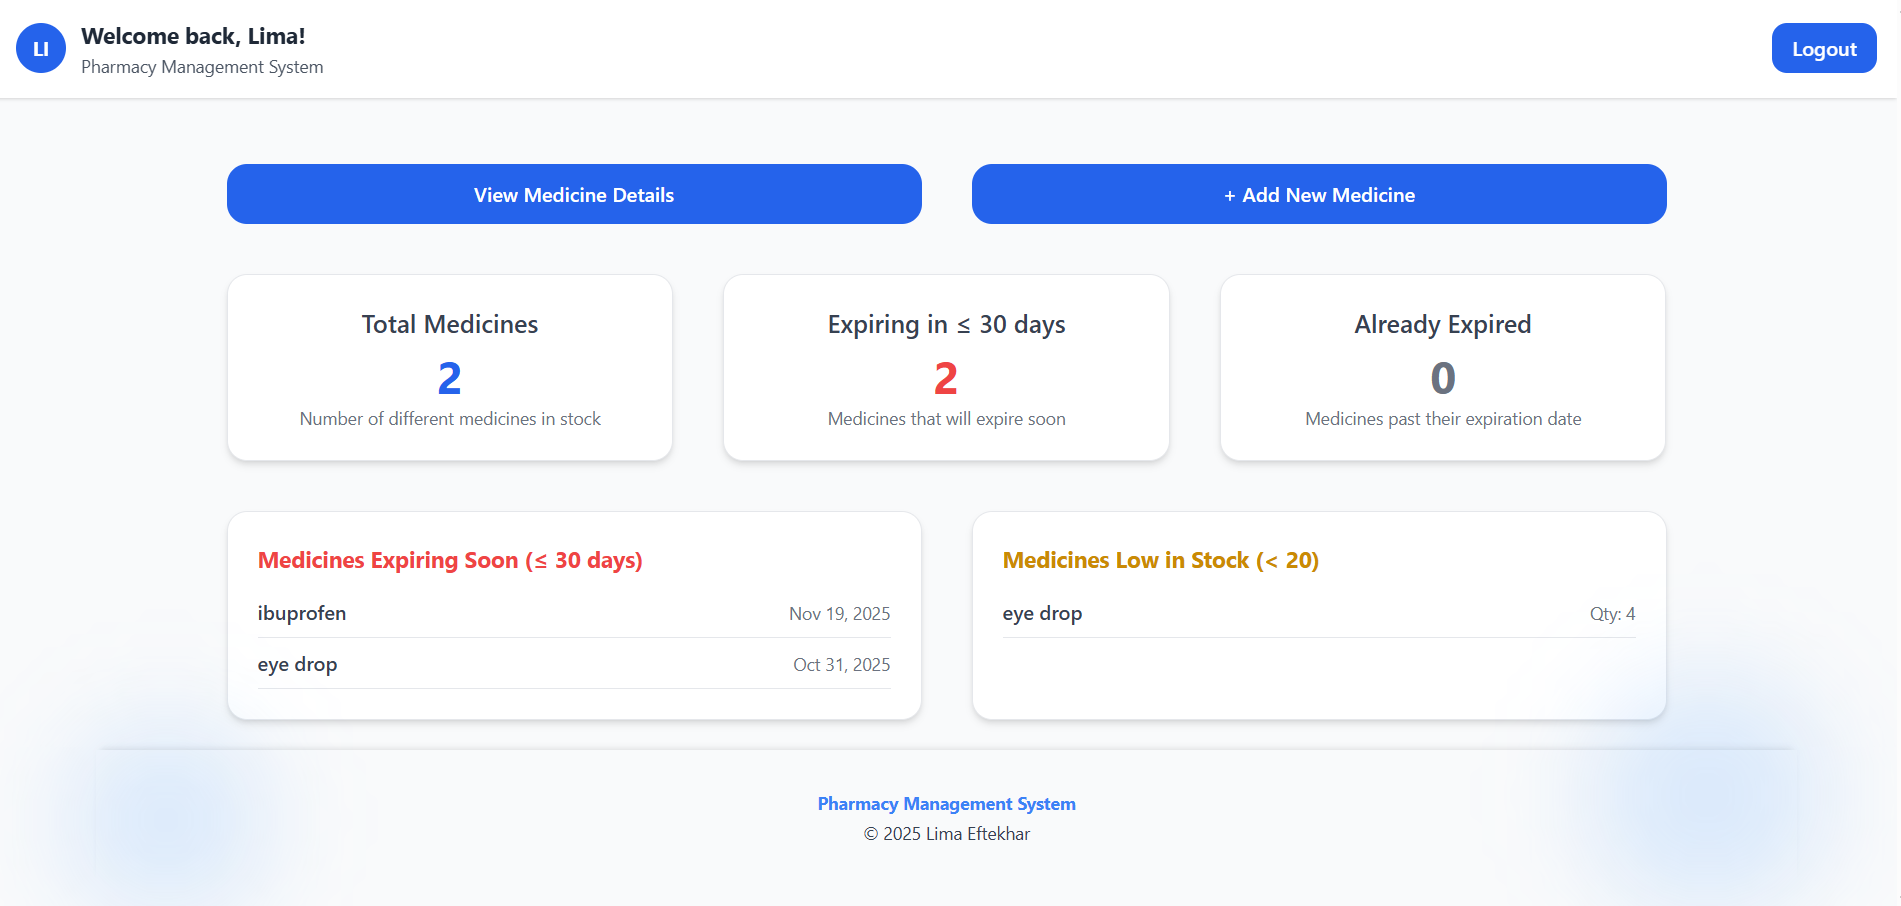 LI
Welcome back, Lima!
Pharmacy Management System
Logout
View Medicine Details
+ Add New Medicine
Total Medicines
2
Number of different medicines in stock
Expiring in ≤ 30 days
2
Medicines that will expire soon
Already Expired
0
Medicines past their expiration date
Medicines Expiring Soon (≤ 30 days)
ibuprofen Nov 19, 2025
eye drop Oct 31, 2025
Medicines Low in Stock (< 20)
eye drop Qty: 4
Pharmacy Management System
© 2025 Lima Eftekhar